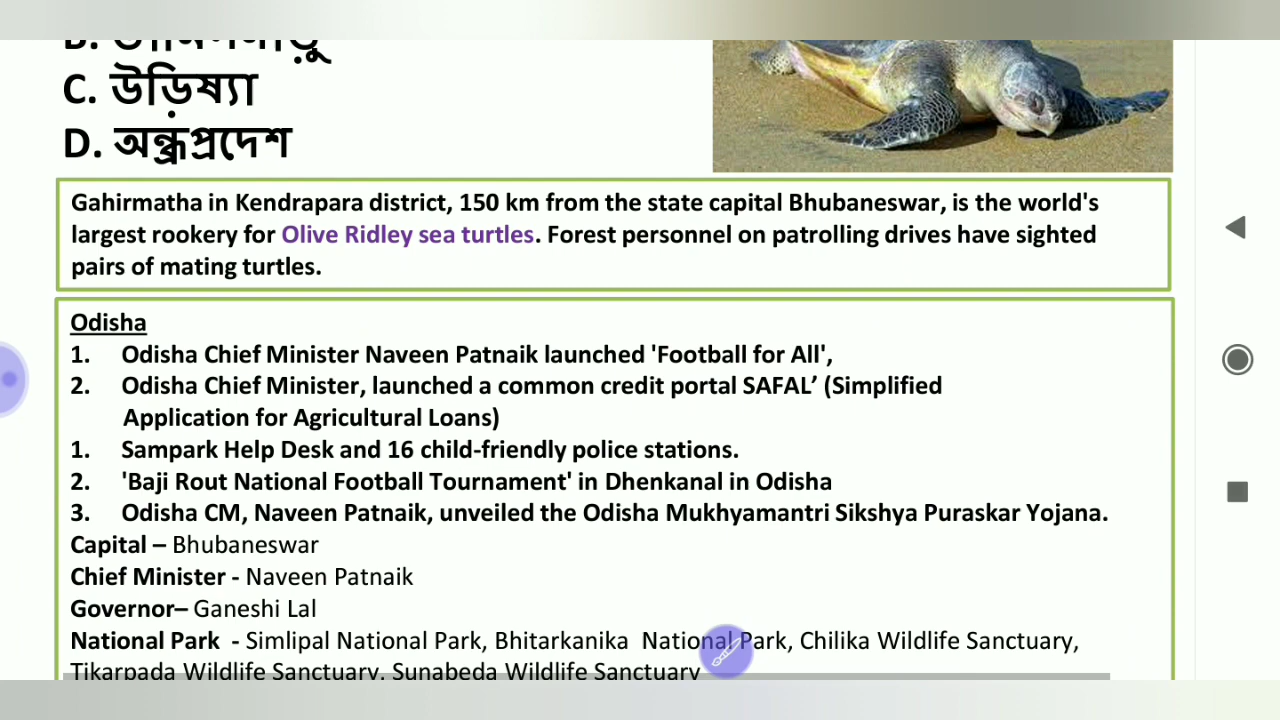 C. উড়িষ্যা
D. অন্ধ্রপ্রদেশ
Gahirmatha in Kendrapara district, 150 km from the state capital Bhubaneswar, is the world's
largest rookery for Olive Ridley sea turtles. Forest personnel on patrolling drives have sighted
pairs of mating turtles.
Odisha
1. Odisha Chief Minister Naveen Patnaik launched 'Football for All',
2. Odisha Chief Minister, launched a common credit portal SAFAL’ (Simplified
Application for Agricultural Loans)
1. Sampark Help Desk and 16 child-friendly police stations.
2. 'Baji Rout National Football Tournament' in Dhenkanal in Odisha
3. Odisha CM, Naveen Patnaik, unveiled the Odisha Mukhyamantri Sikshya Puraskar Yojana.
Capital – Bhubaneswar
Chief Minister - Naveen Patnaik
Governor– Ganeshi Lal
National Park - Simlipal National Park, Bhitarkanika National Park, Chilika Wildlife Sanctuary,
Tikarpada Wildlife Sanctuary, Sunabeda Wildlife Sanctuary